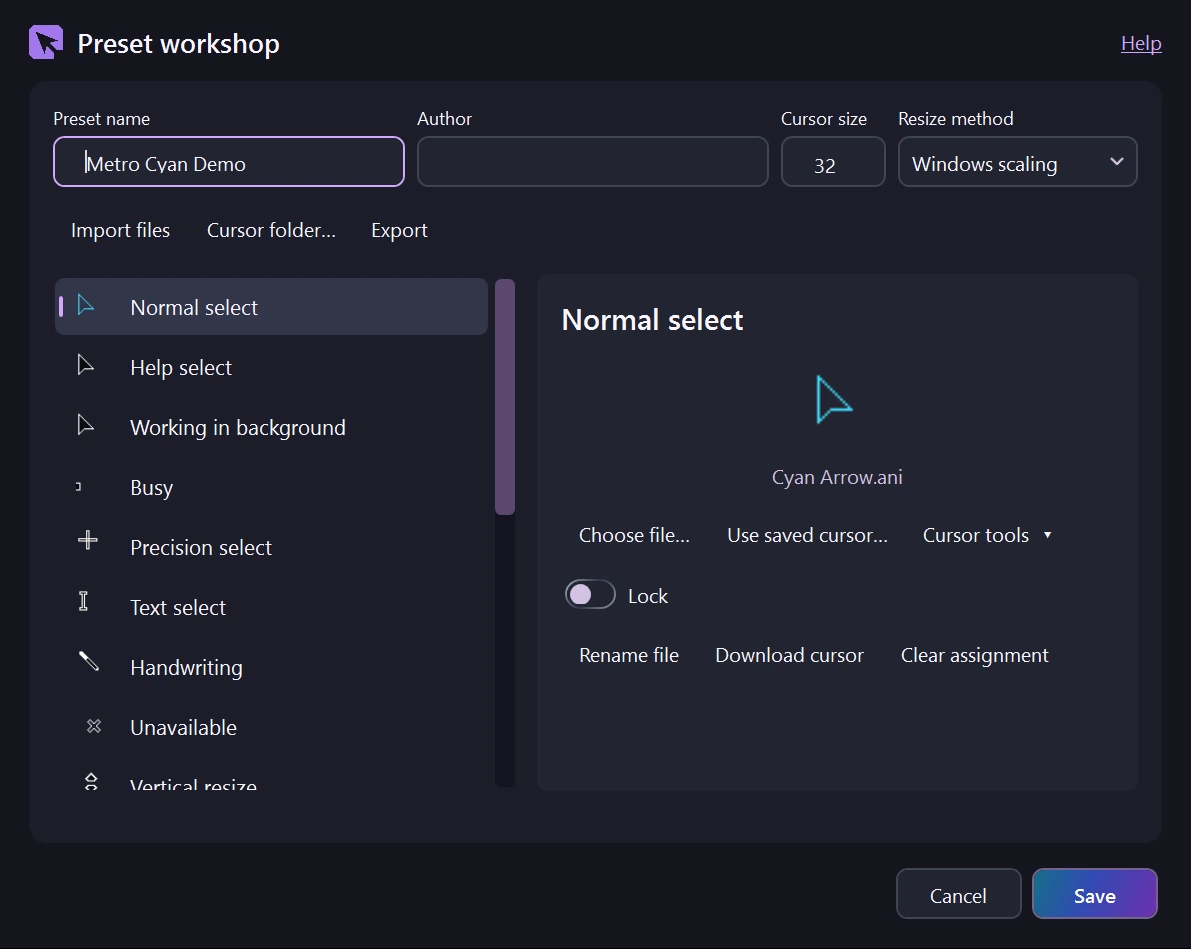 Preset workshop
Help
Preset name
Author
Cursor size
Resize method
Metro Cyan Demo
32
Windows scaling
Import files
Cursor folder...
Export
Normal select
Help select
Working in background
Busy
Precision select
Text select
Handwriting
Unavailable
Vertical resize
Normal select
Cyan Arrow.ani
Choose file...
Use saved cursor...
Cursor tools
Lock
Rename file
Download cursor
Clear assignment
Cancel
Save